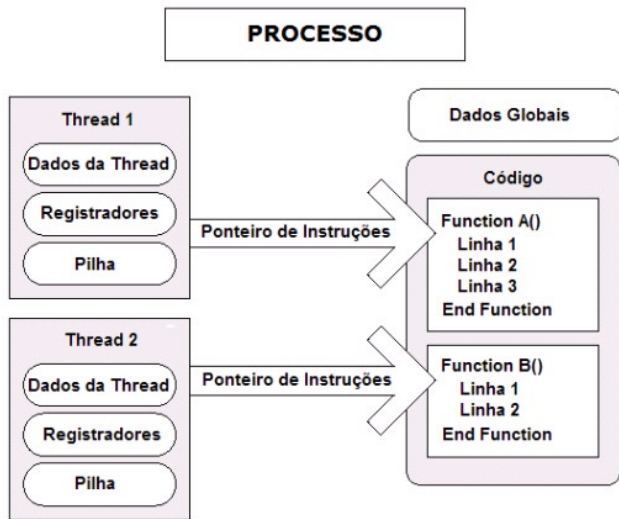 PROCESSO
Thread 1
Dados da Thread
Registradores
Pilha
Ponteiro de Instruções
Thread 2
Dados da Thread
Registradores
Pilha
Ponteiro de Instruções
Dados Globais
Código
Function A()
Linha 1
Linha 2
Linha 3
End Function
Function B()
Linha 1
Linha 2
End Function